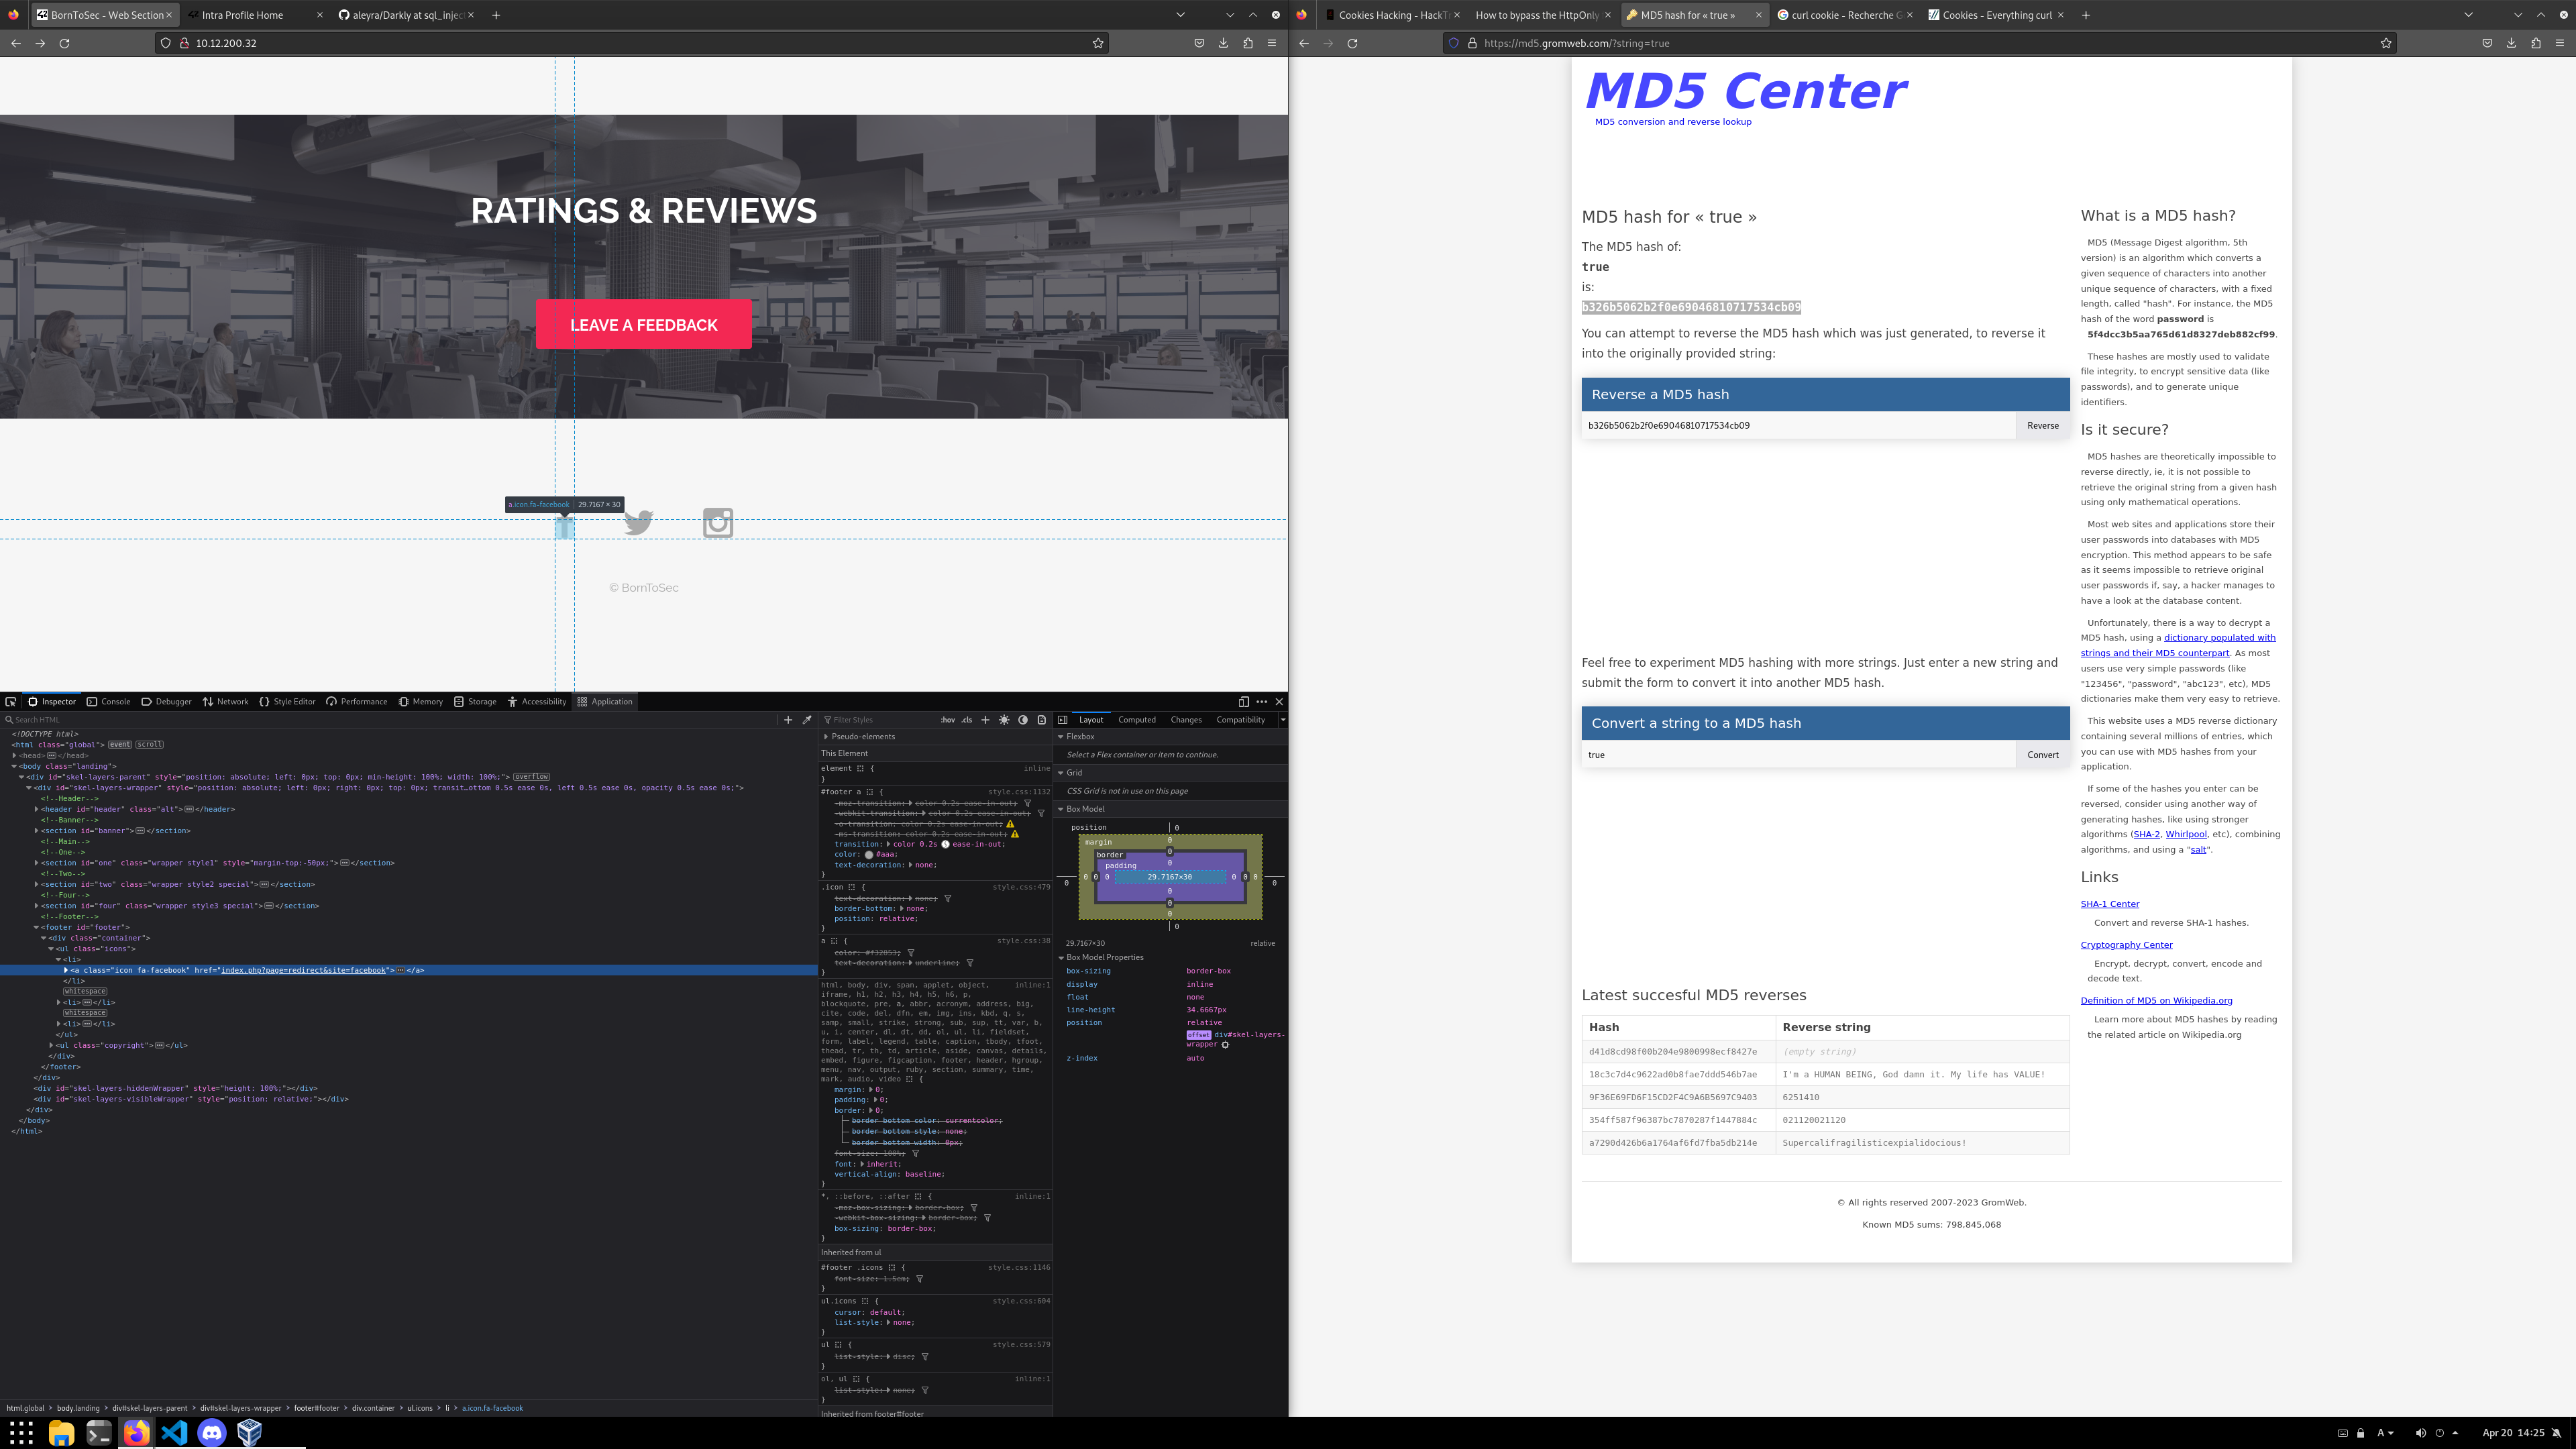 BornToSec - Web Section
Intra Profile Home
aleyra/Darkly at sql_inject
10.12.200.32
RATINGS & REVIEWS
LEAVE A FEEDBACK
a.icon.fa-facebook 29.7167 × 30
© BornToSec
Inspector Console Debugger Network Style Editor Performance Memory Storage Accessibility Application
Search HTML
<!DOCTYPE html>
<html class="global"> event scroll
<head> </head>
<body class="landing">
<div id="skel-layers-parent" style="position: absolute; left: 0px; top: 0px; min-height: 100%; width: 100%;"> overflow
<div id="skel-layers-wrapper" style="position: absolute; left: 0px; right: 0px; top: 0px; transit…ottom 0.5s ease 0s, left 0.5s ease 0s, opacity 0.5s ease 0s;">
<!--Header-->
<header id="header" class="alt"> </header>
<!--Banner-->
<section id="banner"> </section>
<!--Main-->
<!--One-->
<section id="one" class="wrapper style1" style="margin-top:-50px;"> </section>
<!--Two-->
<section id="two" class="wrapper style2 special"> </section>
<!--Four-->
<section id="four" class="wrapper style3 special"> </section>
<!--Footer-->
<footer id="footer">
<div class="container">
<ul class="icons">
<li>
<a class="icon fa-facebook" href="index.php?page=redirect&site=facebook"> </a>
</li>
whitespace
<li> </li>
whitespace
<li> </li>
</ul>
<ul class="copyright"> </ul>
</div>
</footer>
</div>
<div id="skel-layers-hiddenWrapper" style="height: 100%;"></div>
<div id="skel-layers-visibleWrapper" style="position: relative;"></div>
</div>
</body>
</html>
html.global > body.landing > div#skel-layers-parent > div#skel-layers-wrapper > footer#footer > div.container > ul.icons > li > a.icon.fa-facebook
Filter Styles :hov .cls
Pseudo-elements
This Element
element { inline
}
#footer a { style.css:1132
-moz-transition: color 0.2s ease-in-out;
-webkit-transition: color 0.2s ease-in-out;
-o-transition: color 0.2s ease-in-out;
-ms-transition: color 0.2s ease-in-out;
transition: color 0.2s ease-in-out;
color: #aaa;
text-decoration: none;
}
.icon { style.css:479
text-decoration: none;
border-bottom: none;
position: relative;
}
a { style.css:38
color: #f32853;
text-decoration: underline;
}
html, body, div, span, applet, object, inline:1
iframe, h1, h2, h3, h4, h5, h6, p,
blockquote, pre, a, abbr, acronym, address, big,
cite, code, del, dfn, em, img, ins, kbd, q, s,
samp, small, strike, strong, sub, sup, tt, var, b,
u, i, center, dl, dt, dd, ol, ul, li, fieldset,
form, label, legend, table, caption, tbody, tfoot,
thead, tr, th, td, article, aside, canvas, details,
embed, figure, figcaption, footer, header, hgroup,
menu, nav, output, ruby, section, summary, time,
mark, audio, video {
margin: 0;
padding: 0;
border: 0;
border-bottom-color: currentcolor;
border-bottom-style: none;
border-bottom-width: 0px;
font-size: 100%;
font: inherit;
vertical-align: baseline;
}
*, ::before, ::after { inline:1
-moz-box-sizing: border-box;
-webkit-box-sizing: border-box;
box-sizing: border-box;
}
Inherited from ul
#footer .icons { style.css:1146
font-size: 1.5em;
}
ul.icons { style.css:604
cursor: default;
list-style: none;
}
ul { style.css:579
list-style: disc;
}
ol, ul { inline:1
list-style: none;
}
Inherited from footer#footer
Layout Computed Changes Compatibility
Flexbox
Select a Flex container or item to continue.
Grid
CSS Grid is not in use on this page
Box Model
position 0
margin 0
border 0
padding 0
0 0 0 0 29.7167×30 0 0 0 0
0
0
0
0
29.7167×30 relative
Box Model Properties
box-sizing border-box
display inline
float none
line-height 34.6667px
position relative
offset div#skel-layers-
wrapper
z-index auto
Cookies Hacking - HackTr
How to bypass the HttpOnly
MD5 hash for « true »
curl cookie - Recherche G
Cookies - Everything curl
https://md5.gromweb.com/?string=true
MD5 Center
MD5 conversion and reverse lookup
MD5 hash for « true »
The MD5 hash of:
true
is:
b326b5062b2f0e69046810717534cb09
You can attempt to reverse the MD5 hash which was just generated, to reverse it
into the originally provided string:
Reverse a MD5 hash
b326b5062b2f0e69046810717534cb09 Reverse
Feel free to experiment MD5 hashing with more strings. Just enter a new string and
submit the form to convert it into another MD5 hash.
Convert a string to a MD5 hash
true Convert
Latest succesful MD5 reverses
Hash Reverse string
d41d8cd98f00b204e9800998ecf8427e (empty string)
18c3c7d4c9622ad0b8fae7ddd546b7ae I'm a HUMAN BEING, God damn it. My life has VALUE!
9F36E69FD6F15CD2F4C9A6B5697C9403 6251410
354ff587f96387bc7870287f1447884c 021120021120
a7290d426b6a1764af6fd7fba5db214e Supercalifragilisticexpialidocious!
What is a MD5 hash?
MD5 (Message Digest algorithm, 5th
version) is an algorithm which converts a
given sequence of characters into another
unique sequence of characters, with a fixed
length, called "hash". For instance, the MD5
hash of the word password is
5f4dcc3b5aa765d61d8327deb882cf99.
These hashes are mostly used to validate
file integrity, to encrypt sensitive data (like
passwords), and to generate unique
identifiers.
Is it secure?
MD5 hashes are theoretically impossible to
reverse directly, ie, it is not possible to
retrieve the original string from a given hash
using only mathematical operations.
Most web sites and applications store their
user passwords into databases with MD5
encryption. This method appears to be safe
as it seems impossible to retrieve original
user passwords if, say, a hacker manages to
have a look at the database content.
Unfortunately, there is a way to decrypt a
MD5 hash, using a dictionary populated with
strings and their MD5 counterpart. As most
users use very simple passwords (like
"123456", "password", "abc123", etc), MD5
dictionaries make them very easy to retrieve.
This website uses a MD5 reverse dictionary
containing several millions of entries, which
you can use with MD5 hashes from your
application.
If some of the hashes you enter can be
reversed, consider using another way of
generating hashes, like using stronger
algorithms (SHA-2, Whirlpool, etc), combining
algorithms, and using a "salt".
Links
SHA-1 Center
Convert and reverse SHA-1 hashes.
Cryptography Center
Encrypt, decrypt, convert, encode and
decode text.
Definition of MD5 on Wikipedia.org
Learn more about MD5 hashes by reading
the related article on Wikipedia.org
© All rights reserved 2007-2023 GromWeb.
Known MD5 sums: 798,845,068
A
Apr 20 14:25